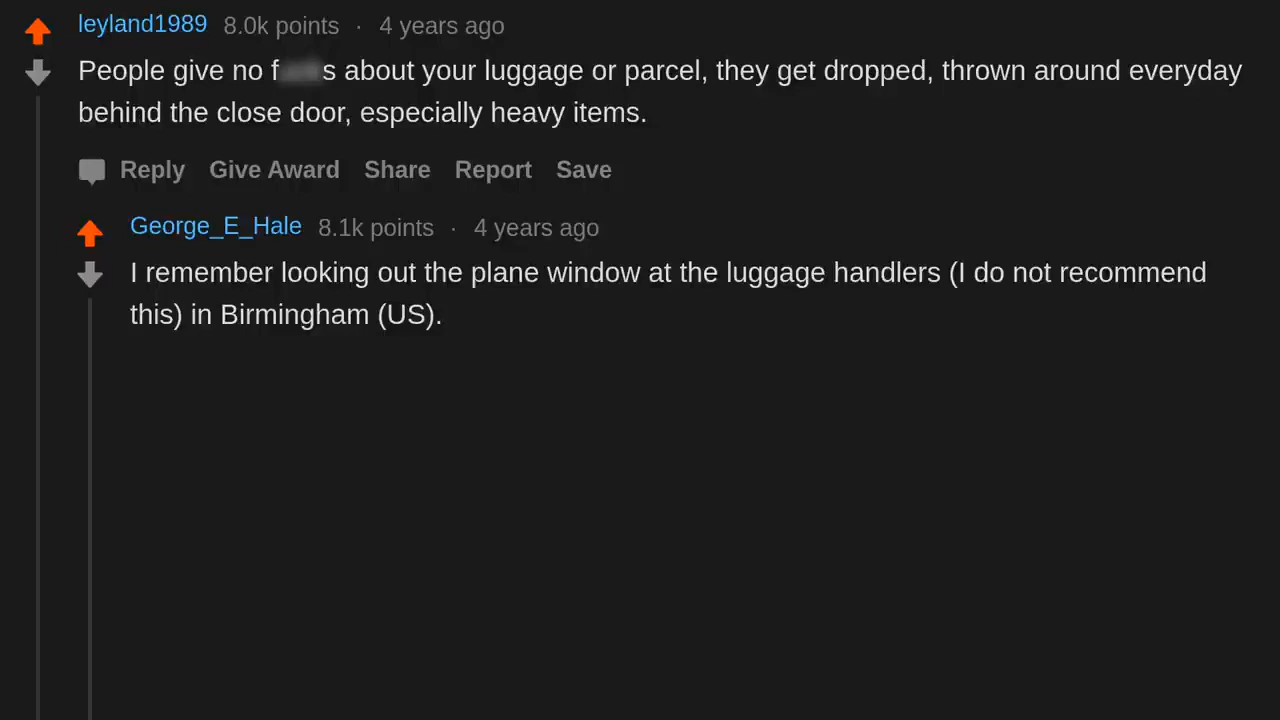 leyland1989 8.0k points · 4 years ago
People give no f s about your luggage or parcel, they get dropped, thrown around everyday
behind the close door, especially heavy items.
Reply Give Award Share Report Save
George_E_Hale 8.1k points · 4 years ago
I remember looking out the plane window at the luggage handlers (I do not recommend
this) in Birmingham (US).